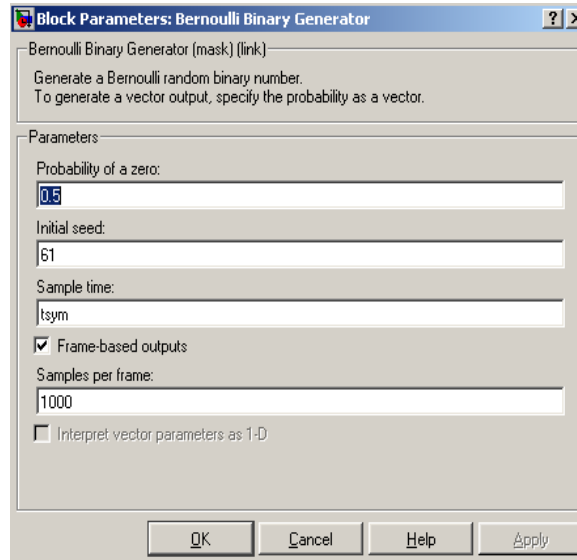 Block Parameters: Bernoulli Binary Generator
Bernoulli Binary Generator (mask) (link)
Generate a Bernoulli random binary number.
To generate a vector output, specify the probability as a vector.
Parameters
Probability of a zero:
0.5
Initial seed:
61
Sample time:
tsym
Frame-based outputs
Samples per frame:
1000
Interpret vector parameters as 1-D
OK Cancel Help Apply